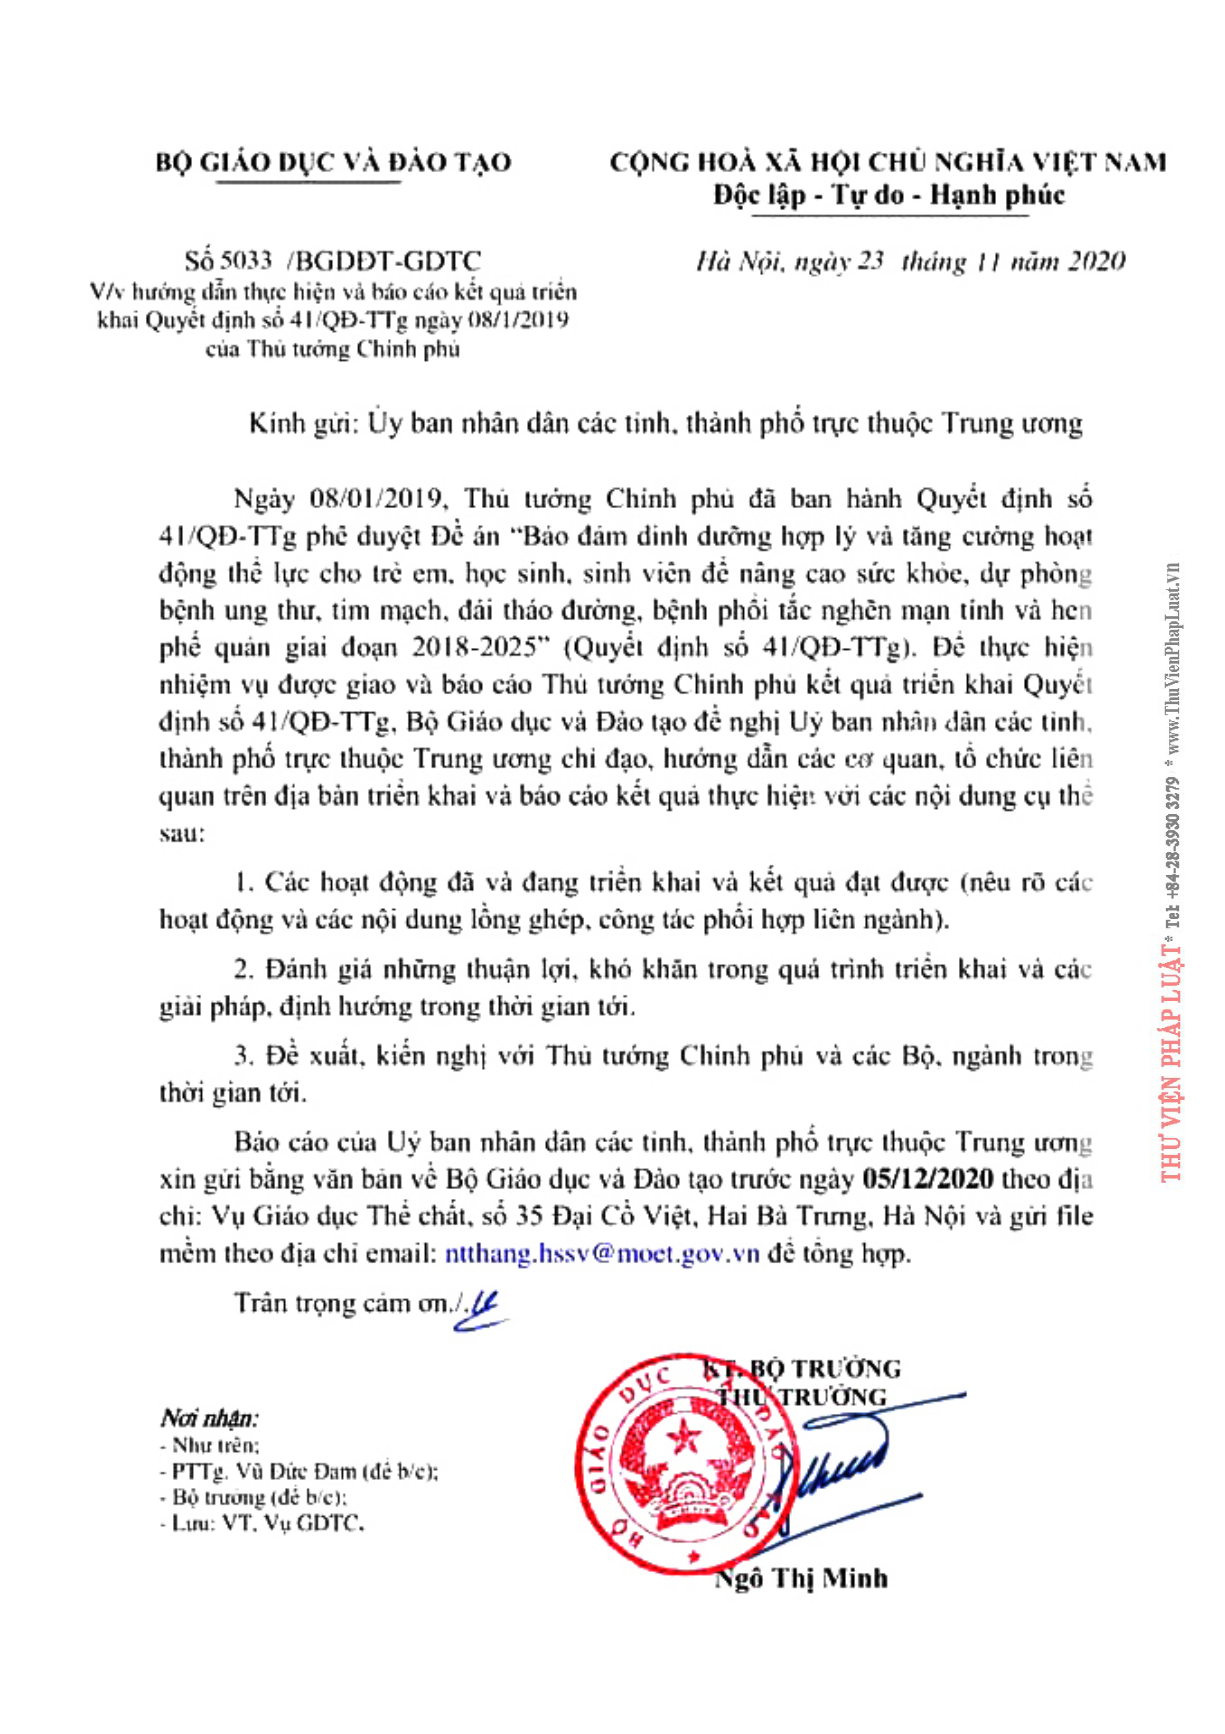 BỘ GIÁO DỤC VÀ ĐÀO TẠO
CỘNG HOÀ XÃ HỘI CHỦ NGHĨA VIỆT NAM
Độc lập - Tự do - Hạnh phúc
Số 5033 /BGDĐT-GDTC
Hà Nội, ngày 23 tháng 11 năm 2020
V/v hướng dẫn thực hiện và báo cáo kết quả triển
khai Quyết định số 41/QĐ-TTg ngày 08/1/2019
của Thủ tướng Chính phủ
Kính gửi: Ủy ban nhân dân các tỉnh, thành phố trực thuộc Trung ương
Ngày 08/01/2019, Thủ tướng Chính phủ đã ban hành Quyết định số
41/QĐ-TTg phê duyệt Đề án “Bảo đảm dinh dưỡng hợp lý và tăng cường hoạt
động thể lực cho trẻ em, học sinh, sinh viên để nâng cao sức khỏe, dự phòng
bệnh ung thư, tim mạch, đái tháo đường, bệnh phổi tắc nghẽn mạn tính và hen
phế quản giai đoạn 2018-2025” (Quyết định số 41/QĐ-TTg). Để thực hiện
nhiệm vụ được giao và báo cáo Thủ tướng Chính phủ kết quả triển khai Quyết
định số 41/QĐ-TTg, Bộ Giáo dục và Đào tạo đề nghị Uỷ ban nhân dân các tỉnh,
thành phố trực thuộc Trung ương chỉ đạo, hướng dẫn các cơ quan, tổ chức liên
quan trên địa bàn triển khai và báo cáo kết quả thực hiện với các nội dung cụ thể
sau:
1. Các hoạt động đã và đang triển khai và kết quả đạt được (nêu rõ các
hoạt động và các nội dung lồng ghép, công tác phối hợp liên ngành).
2. Đánh giá những thuận lợi, khó khăn trong quá trình triển khai và các
giải pháp, định hướng trong thời gian tới.
3. Đề xuất, kiến nghị với Thủ tướng Chính phủ và các Bộ, ngành trong
thời gian tới.
Báo cáo của Uỷ ban nhân dân các tỉnh, thành phố trực thuộc Trung ương
xin gửi bằng văn bản về Bộ Giáo dục và Đào tạo trước ngày 05/12/2020 theo địa
chỉ: Vụ Giáo dục Thể chất, số 35 Đại Cồ Việt, Hai Bà Trưng, Hà Nội và gửi file
mềm theo địa chỉ email: ntthang.hssv@moet.gov.vn để tổng hợp.
Trân trọng cảm ơn./.
KT. BỘ TRƯỞNG
THỨ TRƯỞNG
BỘ GIÁO DỤC VÀ ĐÀO TẠO
Nơi nhận:
- Như trên;
- PTTg. Vũ Đức Đam (để b/c);
- Bộ trưởng (để b/c);
- Lưu: VT, Vụ GDTC.
Ngô Thị Minh
THƯ VIỆN PHÁP LUẬT * Tel: +84-28-3930 3279 * www.ThuVienPhapLuat.vn